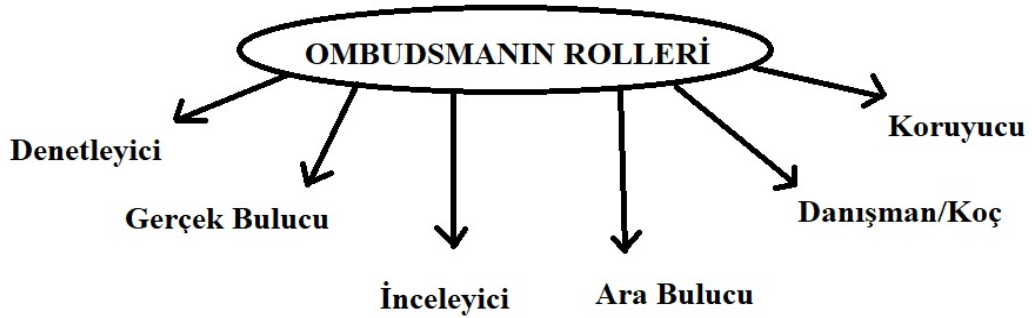 OMBUDSMANIN ROLLERİ
Denetleyici
Gerçek Bulucu
İnceleyici
Ara Bulucu
Danışman/Koç
Koruyucu